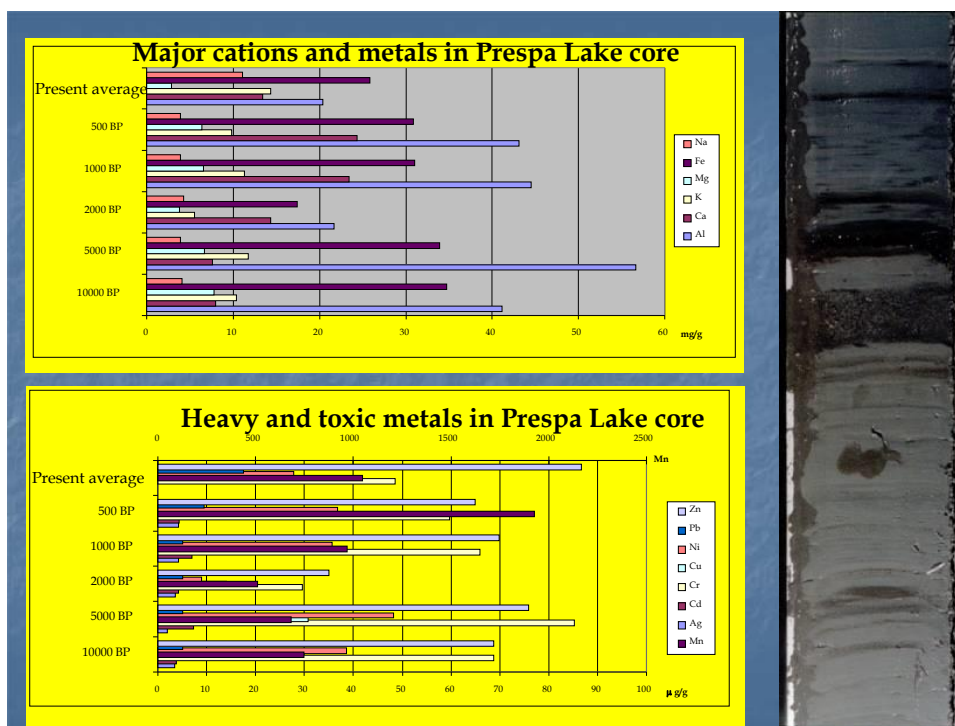 Major cations and metals in Prespa Lake core
Present average
500 BP
1000 BP
2000 BP
5000 BP
10000 BP
0 10 20 30 40 50 60
mg/g
Na
Fe
Mg
K
Ca
Al
Heavy and toxic metals in Prespa Lake core
0 500 1000 1500 2000 2500
Mn
Present average
500 BP
1000 BP
2000 BP
5000 BP
10000 BP
0 10 20 30 40 50 60 70 80 90 100
µ g/g
Zn
Pb
Ni
Cu
Cr
Cd
Ag
Mn